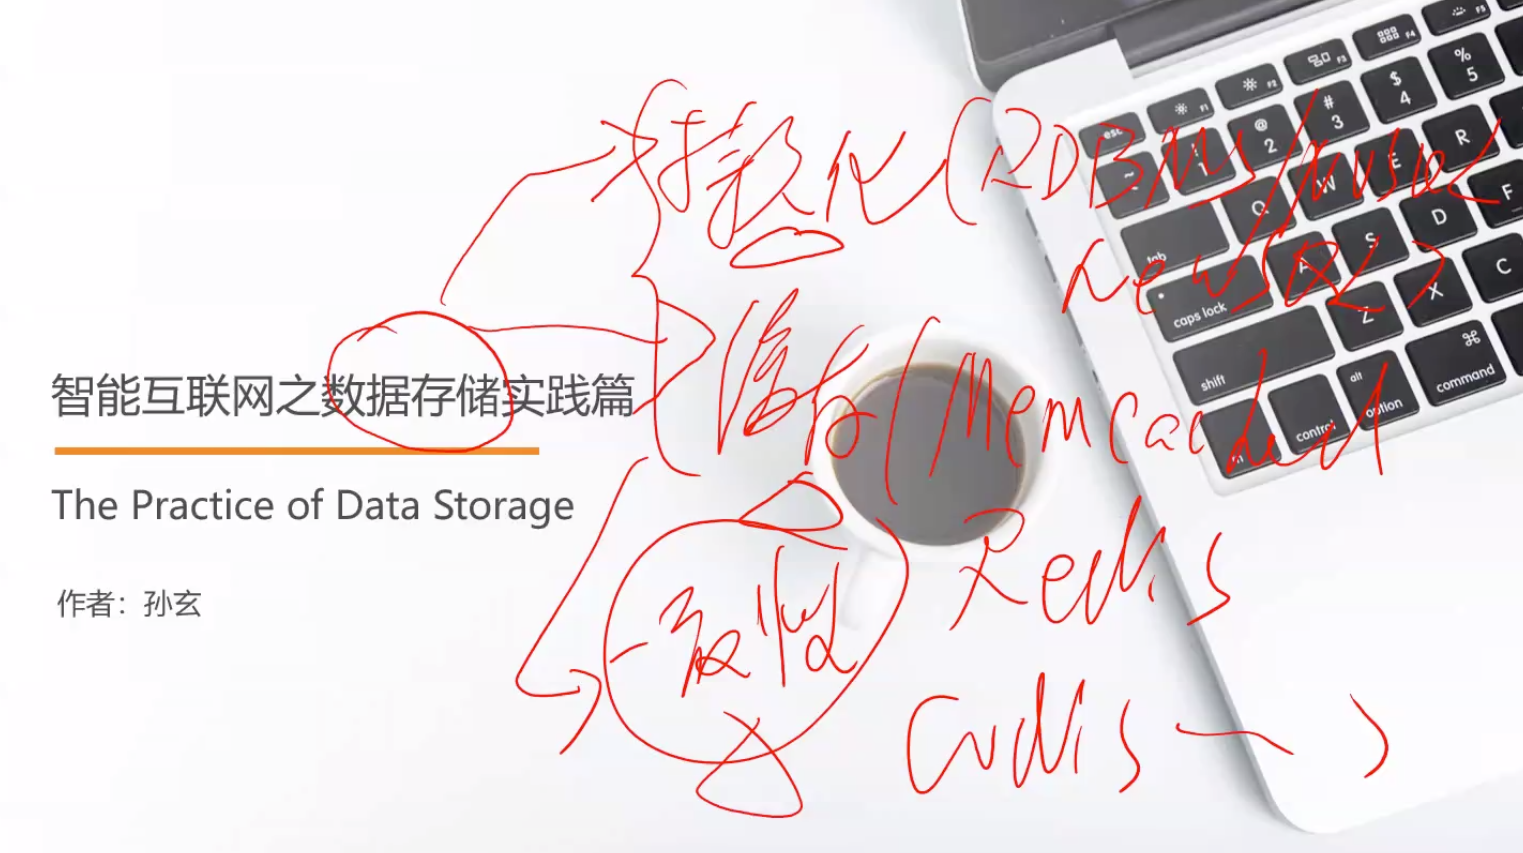 持久化(RDBMS/NoSQL
NewSQL)
缓存(Memcached
智能互联网之数据存储实践篇
The Practice of Data Storage
Redis
一致性
作者：孙玄
Codis
esc
F1
F2
F3
F4
F5
~
@
2
#
3
$
4
%
5
tab
Q
W
E
R
caps lock
A
S
D
F
shift
Z
X
C
fn
control
alt
option
⌘
command